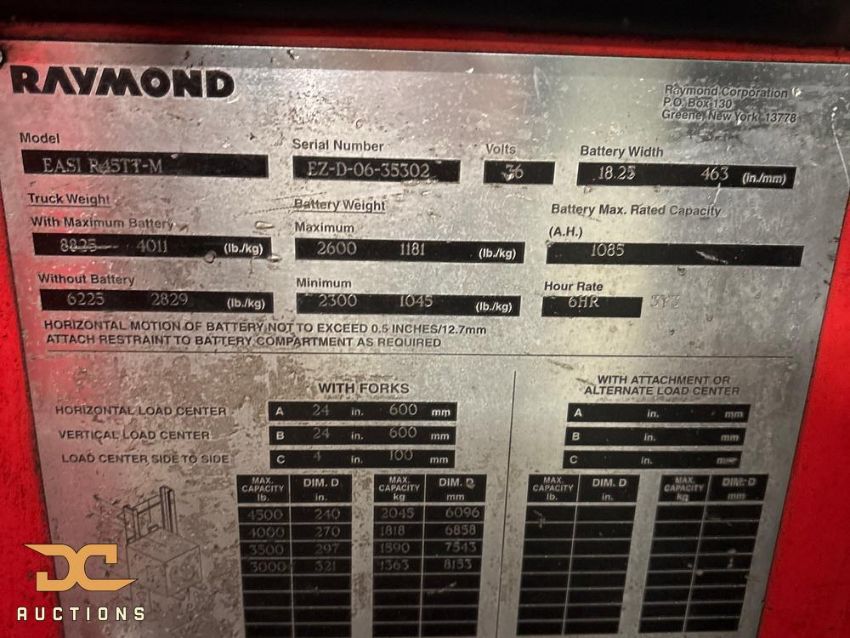 RAYMOND
Raymond Corporation
P.O. Box 130
Greene, New York 13778
Model
EASI R45TT-M
Serial Number
EZ-D-06-35302
Volts
36
Battery Width
18.25 463 (in./mm)
Truck Weight
With Maximum Battery
8825 4011 (lb./kg)
Battery Weight
Maximum
2600 1181 (lb./kg)
Battery Max. Rated Capacity
(A.H.) 1085
Without Battery
6225 2829 (lb./kg)
Minimum
2300 1045 (lb./kg)
Hour Rate
6HR
HORIZONTAL MOTION OF BATTERY NOT TO EXCEED 0.5 INCHES/12.7mm
ATTACH RESTRAINT TO BATTERY COMPARTMENT AS REQUIRED
WITH FORKS
HORIZONTAL LOAD CENTER A 24 in. 600 mm
VERTICAL LOAD CENTER B 24 in. 600 mm
LOAD CENTER SIDE TO SIDE C 4 in. 100 mm
MAX. CAPACITY lb. DIM. D in. MAX. CAPACITY kg DIM. D mm
4500 240 2045 6096
4000 270 1818 6858
3500 297 1590 7543
3000 321 1363 8153
WITH ATTACHMENT OR
ALTERNATE LOAD CENTER
A in. mm
B in. mm
C in. mm
MAX. CAPACITY lb. DIM. D in. MAX. CAPACITY kg DIM. D mm
DC
AUCTIONS